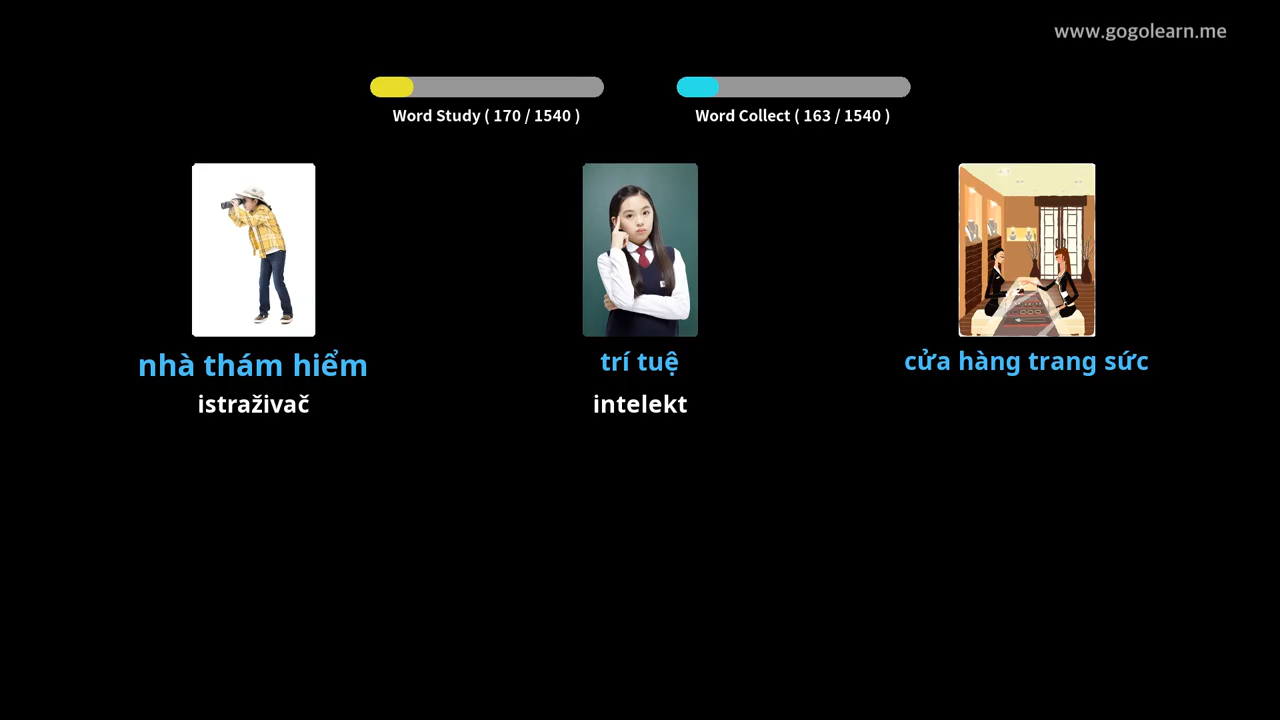 www.gogolearn.me
Word Study ( 170 / 1540 )
Word Collect ( 163 / 1540 )
nhà thám hiểm
istraživač
trí tuệ
intelekt
cửa hàng trang sức